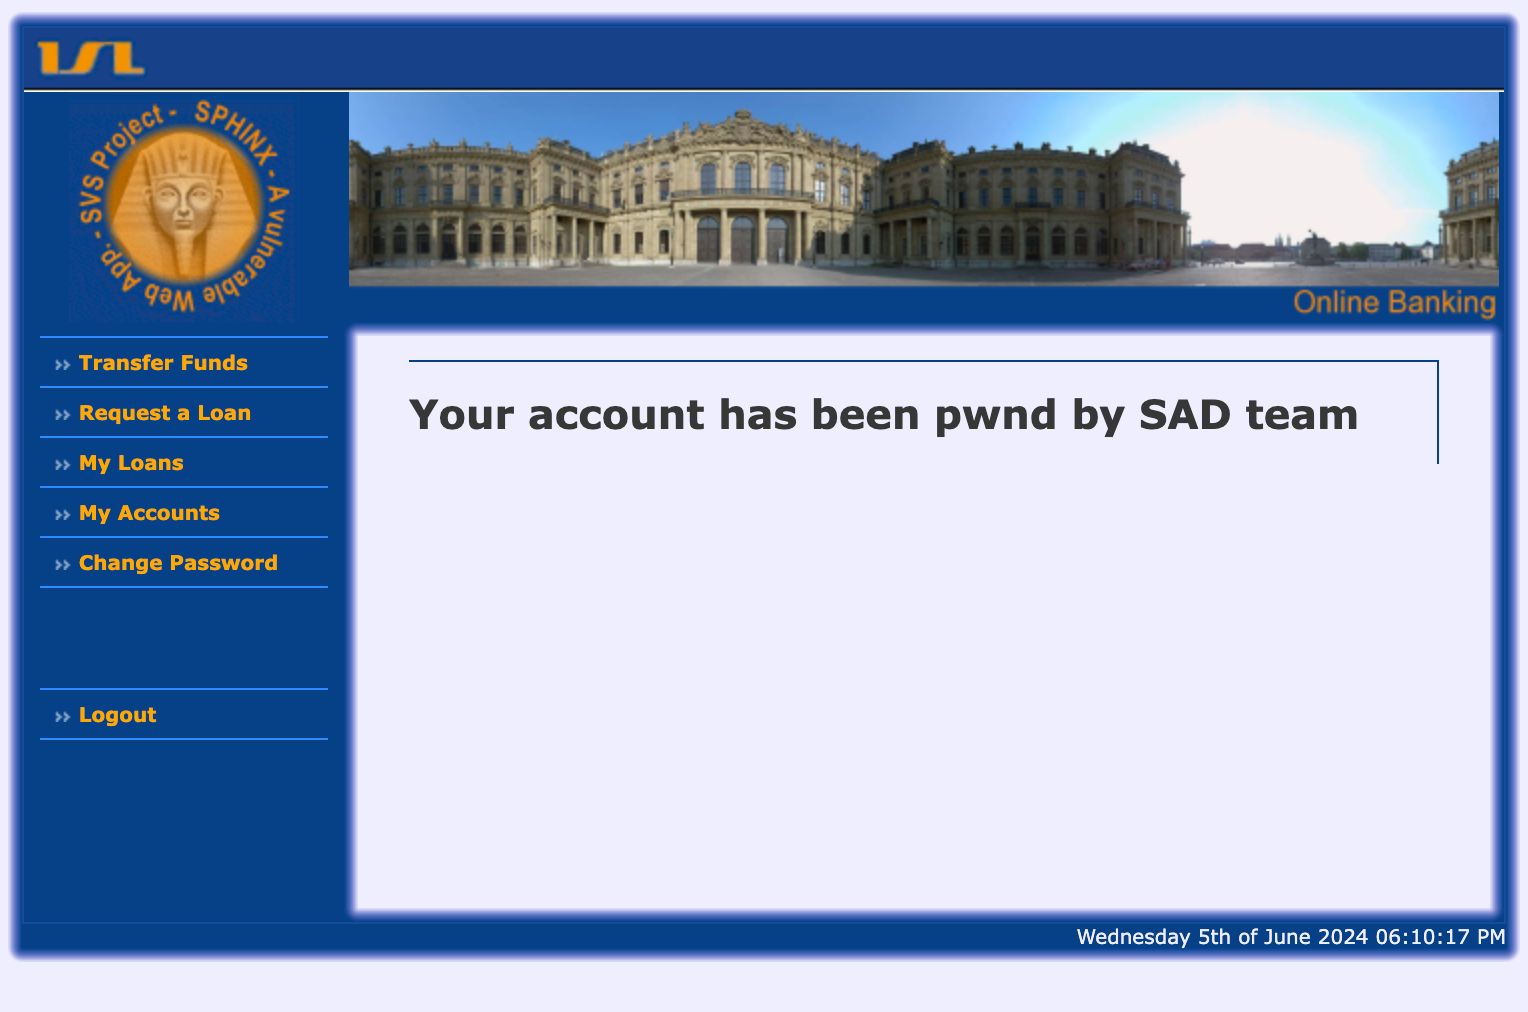 ISL
SVS Project - SPHINX - A vulnerable Web App. -
Online Banking
Transfer Funds
Request a Loan
My Loans
My Accounts
Change Password
Logout
Your account has been pwnd by SAD team
Wednesday 5th of June 2024 06:10:17 PM